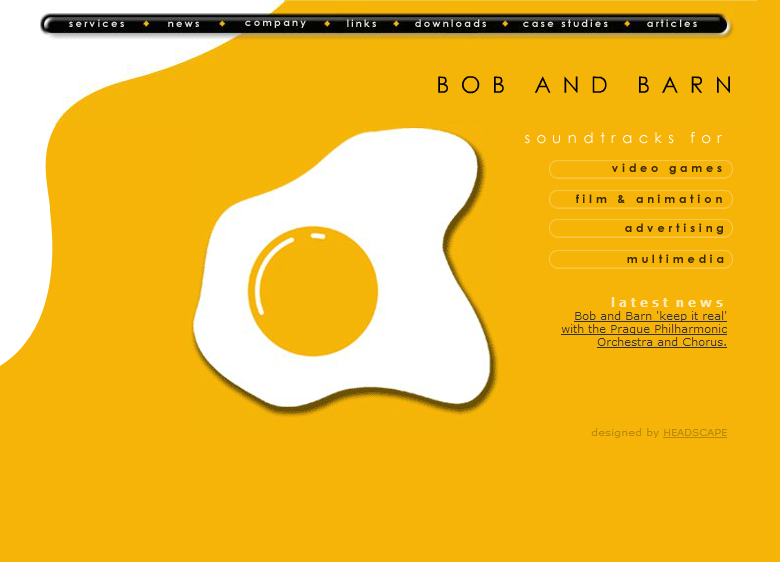 services news company links downloads case studies articles
BOB AND BARN
soundtracks for
video games
film & animation
advertising
multimedia
latest news
Bob and Barn 'keep it real'
with the Prague Philharmonic
Orchestra and Chorus.
designed by HEADSCAPE